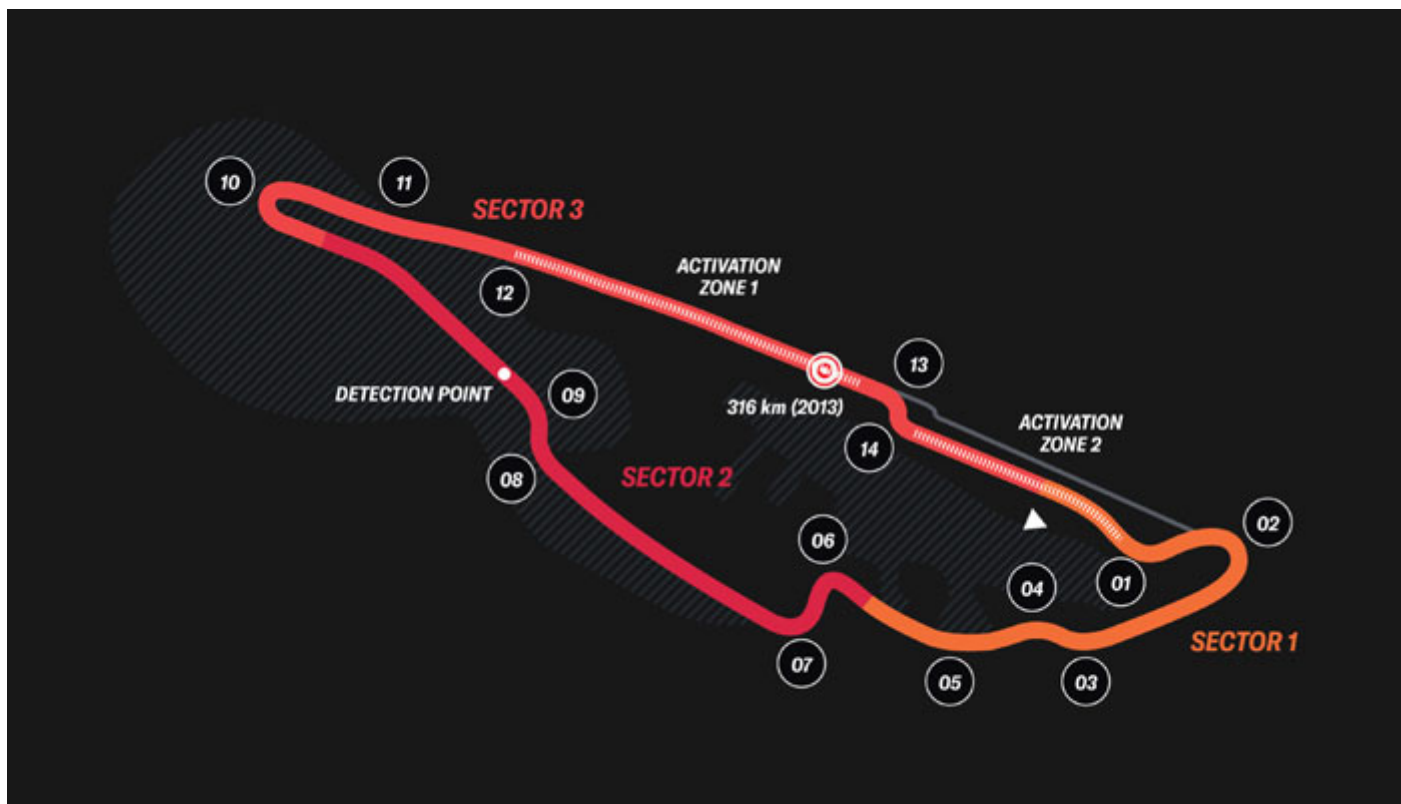 10
11
SECTOR 3
ACTIVATION
ZONE 1
12
13
DETECTION POINT
09
316 km (2013)
ACTIVATION
ZONE 2
14
08
SECTOR 2
02
06
04
01
SECTOR 1
07
05
03